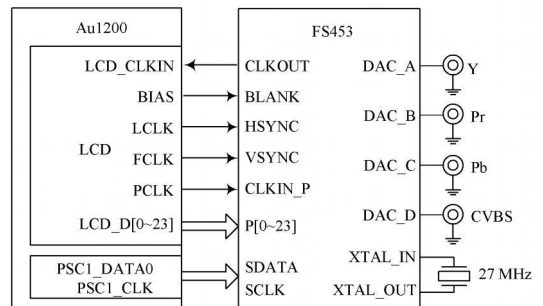 Au1200
FS453
LCD_CLKIN
CLKOUT
DAC_A
Y
BIAS
BLANK
LCLK
HSYNC
DAC_B
Pr
LCD
FCLK
VSYNC
DAC_C
Pb
PCLK
CLKIN_P
LCD_D[0~23]
P[0~23]
DAC_D
CVBS
PSC1_DATA0
SDATA
XTAL_IN
27 MHz
PSC1_CLK
SCLK
XTAL_OUT